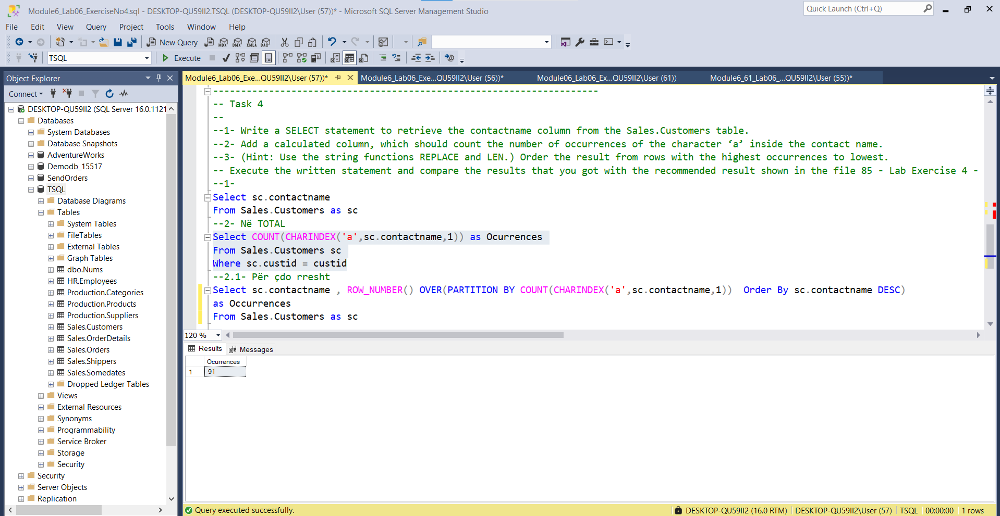 Module6_Lab06_ExerciseNo4.sql - DESKTOP-QU59II2.TSQL (DESKTOP-QU59II2\User (57))* - Microsoft SQL Server Management Studio
Quick Launch (Ctrl+Q)
File Edit View Query Project Tools Window Help
New Query MDX DMX XMLA DAX
TSQL Execute
Object Explorer
Module6_Lab06_Exe...QU59II2\User (57))* Module6_Lab06_Exe...QU59II2\User (56))* Module06_Lab06_Ex...QU59II2\User (61)) Module6_61_Lab06_...QU59II2\User (55))*
Connect
DESKTOP-QU59II2 (SQL Server 16.0.1121
Databases
System Databases
Database Snapshots
AdventureWorks
Demodb_15517
SendOrders
TSQL
Database Diagrams
Tables
System Tables
FileTables
External Tables
Graph Tables
dbo.Nums
HR.Employees
Production.Categories
Production.Products
Production.Suppliers
Sales.Customers
Sales.OrderDetails
Sales.Orders
Sales.Shippers
Sales.Somedates
Dropped Ledger Tables
Views
External Resources
Synonyms
Programmability
Service Broker
Storage
Security
Security
Server Objects
Replication
---------------------------------------------------------------------
-- Task 4
--
--1- Write a SELECT statement to retrieve the contactname column from the Sales.Customers table.
--2- Add a calculated column, which should count the number of occurrences of the character ‘a’ inside the contact name.
--3- (Hint: Use the string functions REPLACE and LEN.) Order the result from rows with the highest occurrences to lowest.
-- Execute the written statement and compare the results that you got with the recommended result shown in the file 85 - Lab Exercise 4 -
--1-
Select sc.contactname
From Sales.Customers as sc
--2- Në TOTAL
Select COUNT(CHARINDEX('a',sc.contactname,1)) as Ocurrences
From Sales.Customers sc
Where sc.custid = custid
--2.1- Për çdo rresht
Select sc.contactname , ROW_NUMBER() OVER(PARTITION BY COUNT(CHARINDEX('a',sc.contactname,1)) Order By sc.contactname DESC)
as Occurrences
From Sales.Customers as sc
120 %
Results Messages
Ocurrences
1 91
Query executed successfully.
DESKTOP-QU59II2 (16.0 RTM) DESKTOP-QU59II2\User (57) TSQL 00:00:00 1 rows